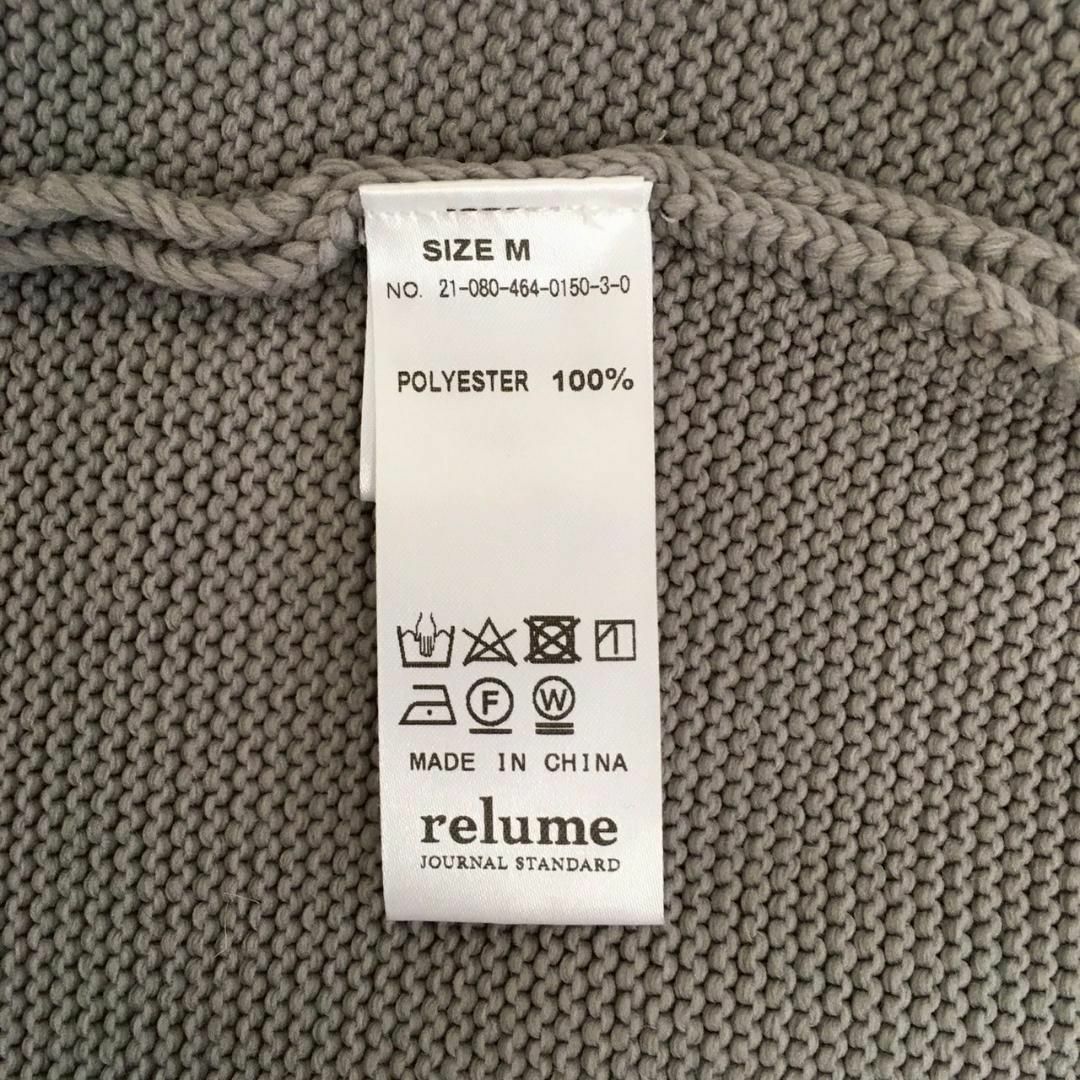 SIZE M
NO. 21-080-464-0150-3-0
POLYESTER 100%
F W
MADE IN CHINA
relume
JOURNAL STANDARD